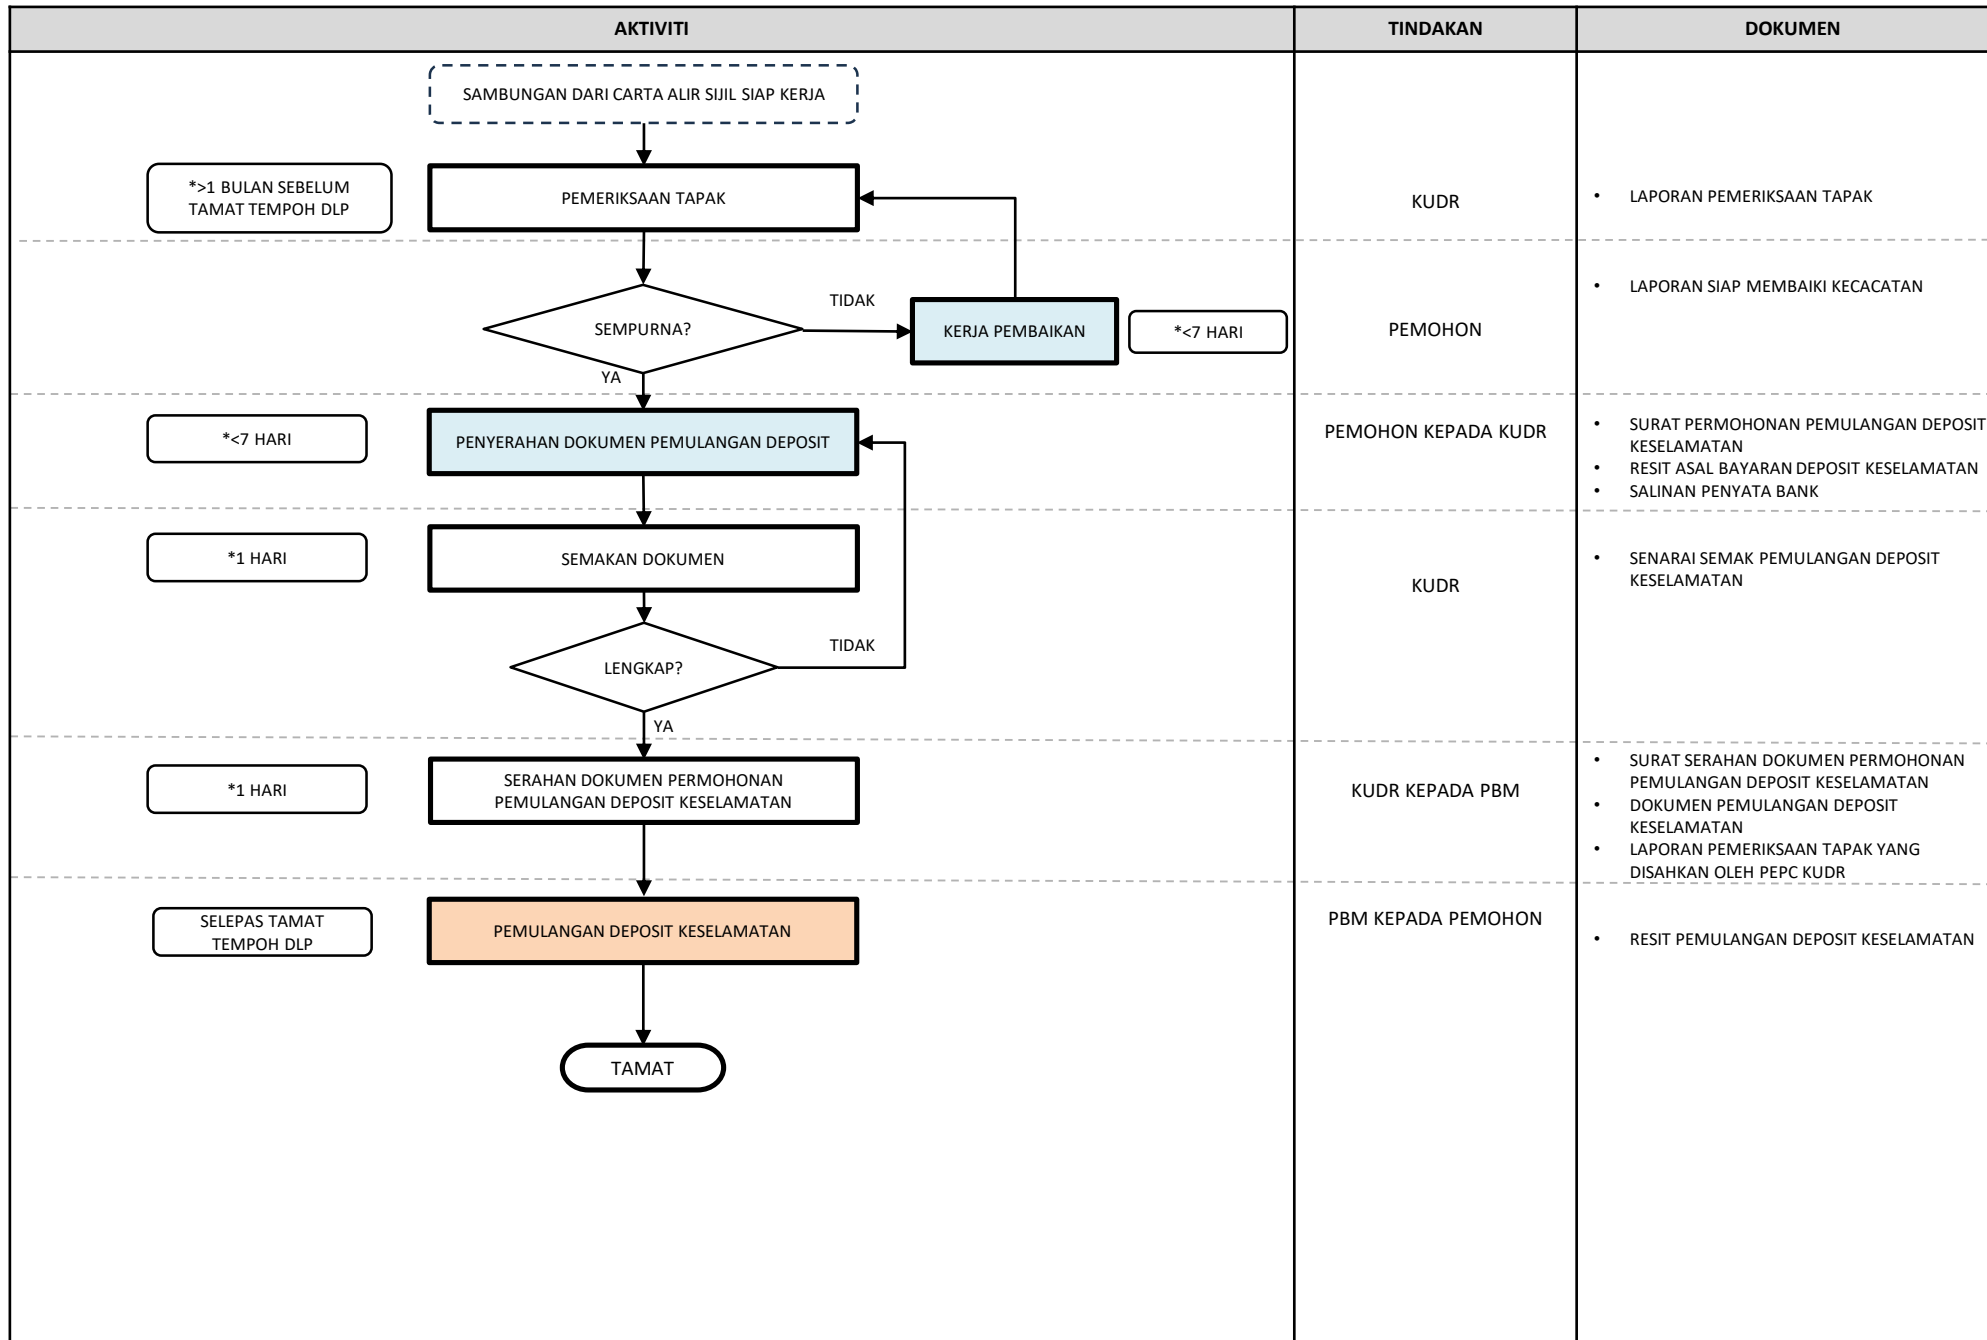 AKTIVITI
TINDAKAN
DOKUMEN
SAMBUNGAN DARI CARTA ALIR SIJIL SIAP KERJA
*>1 BULAN SEBELUM
TAMAT TEMPOH DLP
PEMERIKSAAN TAPAK
KUDR
• LAPORAN PEMERIKSAAN TAPAK
SEMPURNA?
TIDAK
KERJA PEMBAIKAN
*<7 HARI
PEMOHON
• LAPORAN SIAP MEMBAIKI KECACATAN
YA
*<7 HARI
PENYERAHAN DOKUMEN PEMULANGAN DEPOSIT
PEMOHON KEPADA KUDR
• SURAT PERMOHONAN PEMULANGAN DEPOSIT
KESELAMATAN
• RESIT ASAL BAYARAN DEPOSIT KESELAMATAN
• SALINAN PENYATA BANK
*1 HARI
SEMAKAN DOKUMEN
KUDR
• SENARAI SEMAK PEMULANGAN DEPOSIT
KESELAMATAN
LENGKAP?
TIDAK
YA
*1 HARI
SERAHAN DOKUMEN PERMOHONAN
PEMULANGAN DEPOSIT KESELAMATAN
KUDR KEPADA PBM
• SURAT SERAHAN DOKUMEN PERMOHONAN
PEMULANGAN DEPOSIT KESELAMATAN
• DOKUMEN PEMULANGAN DEPOSIT
KESELAMATAN
• LAPORAN PEMERIKSAAN TAPAK YANG
DISAHKAN OLEH PEPC KUDR
SELEPAS TAMAT
TEMPOH DLP
PEMULANGAN DEPOSIT KESELAMATAN
PBM KEPADA PEMOHON
• RESIT PEMULANGAN DEPOSIT KESELAMATAN
TAMAT